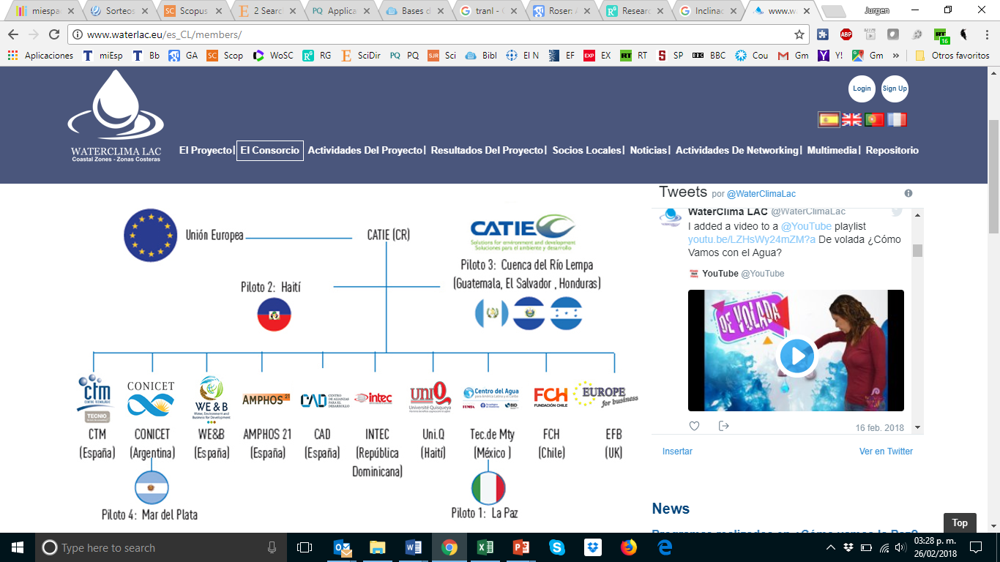 miespa
Sorteos
Scopus
2 Searc
Applica
Bases d
tranl - G
Roser: A
Researc
Inclinac
www.wa
Jurgen
www.waterlac.eu/es_CL/members/
Aplicaciones miEsp Bb GA Scop WoSC RG SciDir PQ Sci Bibl EI N EF EX RT SP BBC Cou Gm Y! Gm » Otros favoritos
Login
Sign Up
WATERCLIMA LAC
Coastal Zones - Zonas Costeras
El Proyecto| El Consorcio Actividades Del Proyecto| Resultados Del Proyecto| Socios Locales| Noticias| Actividades De Networking| Multimedia| Repositorio
Unión Europea
CATIE (CR)
CATIE
Solutions for environment and development
Soluciones para el ambiente y desarrollo
Piloto 3: Cuenca del Río Lempa
(Guatemala, El Salvador , Honduras)
Piloto 2: Haití
ctm
CENTRE TECNOLÒGIC
TECNIO
CONICET
WE & B
Water, Environment and
Business for Development
AMPHOS 21
CAD
CENTRO
DE ALIANZAS
PARA EL
DESARROLLO
intec
uniQ
Université Quisqueya
Centro del Agua
para América Latina y el Caribe
FEMSA
BID
FCH
FUNDACIÓN CHILE
EUROPE
for business
CTM
(España)
CONICET
(Argentina)
WE&B
(España)
AMPHOS 21
(España)
CAD
(España)
INTEC
(República
Dominicana)
Uni.Q
(Haití)
Tec.de Mty
(México )
FCH
(Chile)
EFB
(UK)
Piloto 4: Mar del Plata
Piloto 1: La Paz
Tweets por @WaterClimaLac
WaterClima LAC @WaterClimaLac
I added a video to a @YouTube playlist
youtu.be/LZHsWy24mZM?a De volada ¿Cómo
Vamos con el Agua?
YouTube @YouTube
DE VOLADA
16 feb. 2018
Insertar
Ver en Twitter
News
Programas realizados en ¿Cómo vamos la Paz?
Top
Type here to search
03:28 p. m.
26/02/2018